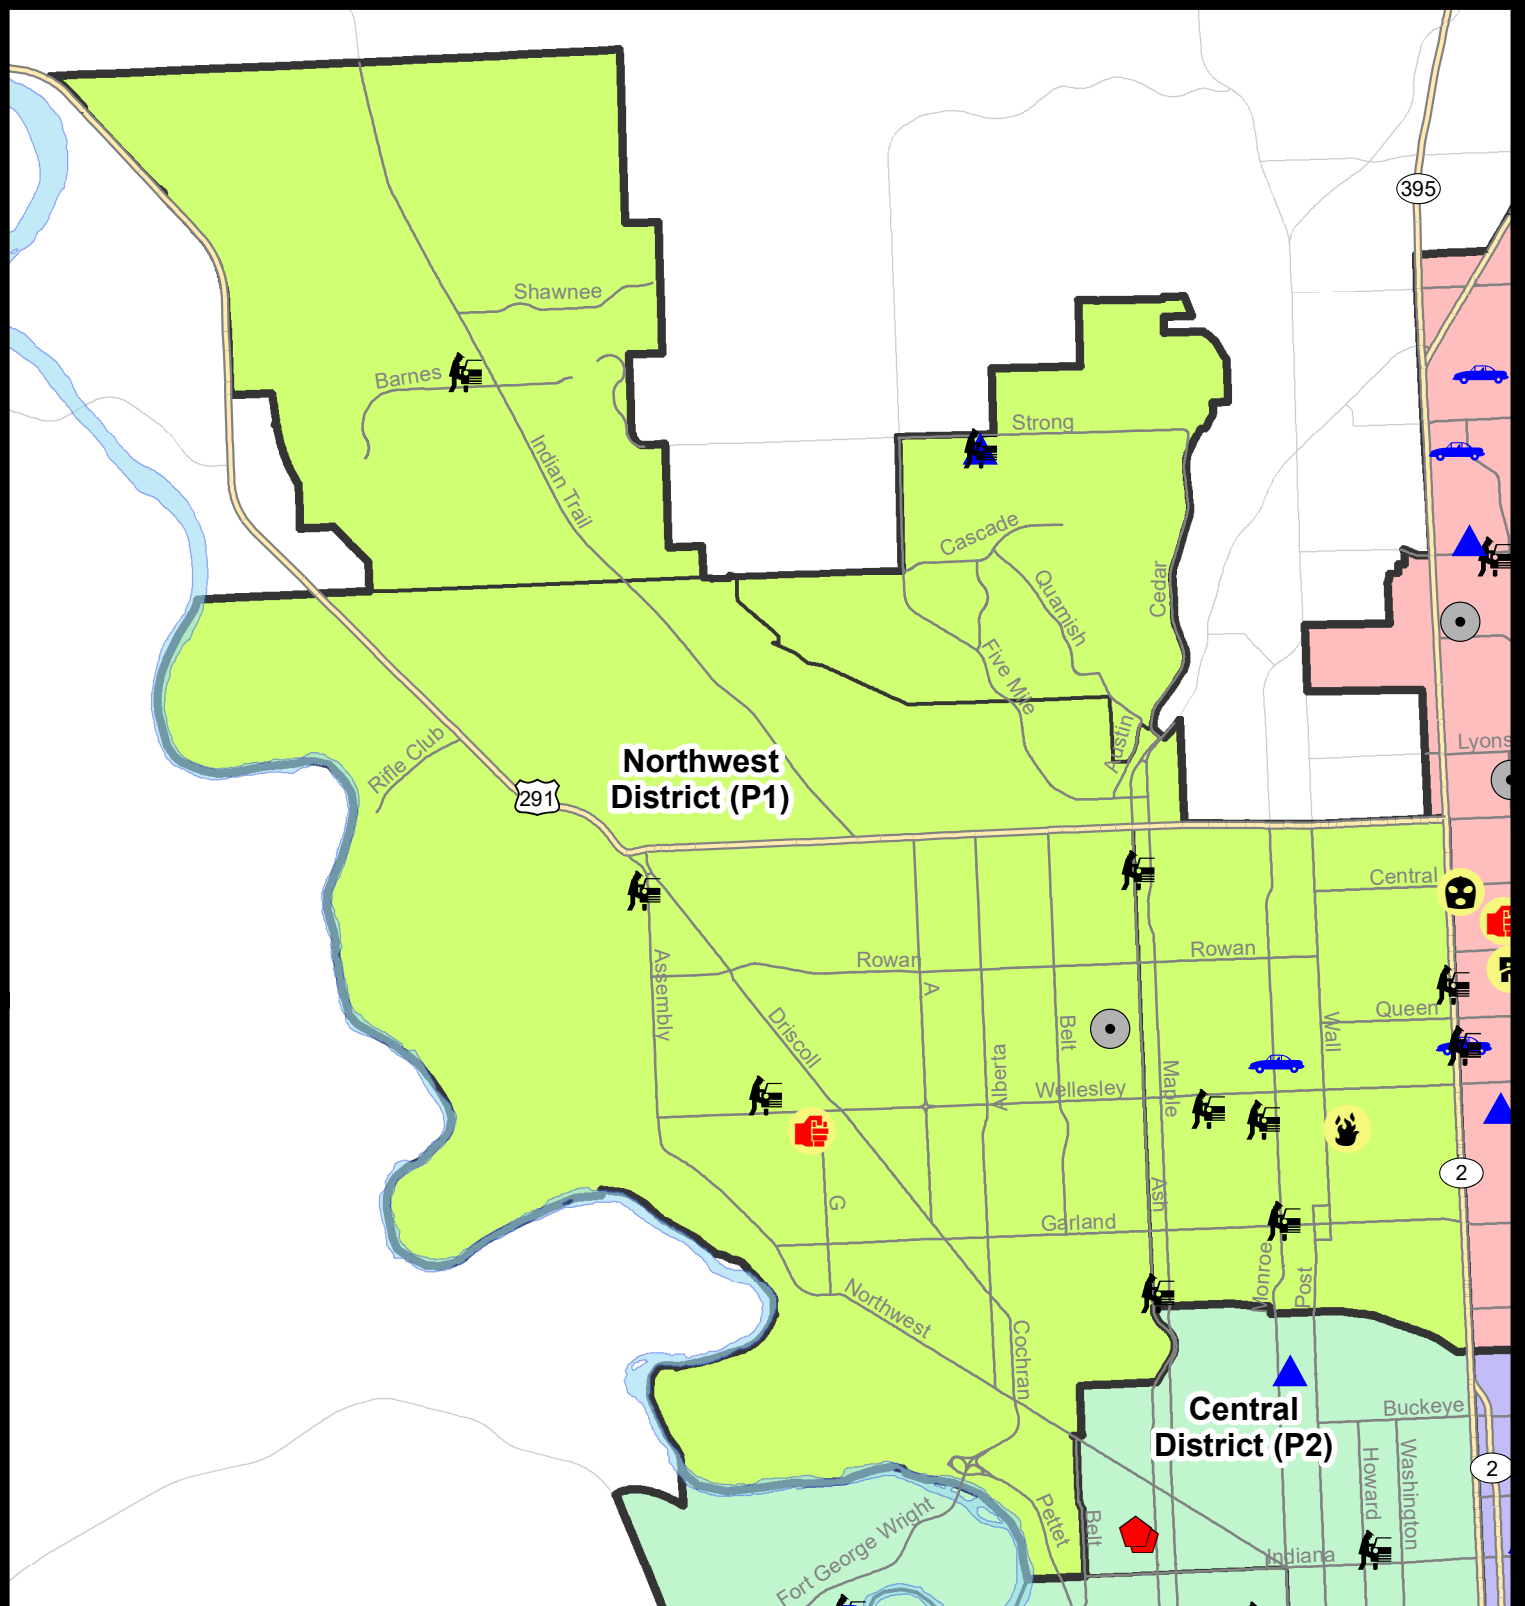 395
Shawnee
Barnes
Strong
Indian Trail
Cascade
Quamish
Cedar
Five Mile
Austin
Lyons
Rifle Club
Northwest
District (P1)
291
Central
Rowan
Rowan
Assembly
A
Queen
Driscoll
Belt
Wall
Alberta
Wellesley
Maple
2
Ash
G
Garland
Monroe
Post
Northwest
Cochran
Central
District (P2)
Buckeye
Howard
Washington
2
Fort George Wright
Pettet
Belt
Indiana